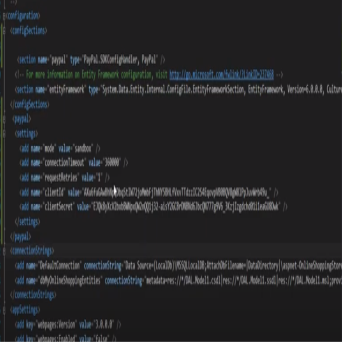 <configuration>
<configSections>
<section name="paypal" type="PayPal.SDKConfigHandler, PayPal" />
<!-- For more information on Entity Framework configuration, visit http://go.microsoft.com/fwlink/?LinkID=237468 -->
<section name="entityFramework" type="System.Data.Entity.Internal.ConfigFile.EntityFrameworkSection, EntityFramework, Version=6.0.0.0, Culture
</configSections>
<paypal>
<settings>
<add name="mode" value="sandbox" />
<add name="connectionTimeout" value="360000" />
<add name="requestRetries" value="1" />
<add name="clientId" value=
<add name="clientSecret" value=
</settings>
</paypal>
<connectionStrings>
<add name="DefaultConnection" connectionString="Data Source=(LocalDb)\MSSQLLocalDB;AttachDbFilename=|DataDirectory|\aspnet-OnlineShoppingStore
<add name="dbMyOnlineShoppingEntities" connectionString="metadata=res://*/DAL.Model1.csdl|res://*/DAL.Model1.ssdl|res://*/DAL.Model1.msl;provi
</connectionStrings>
<appSettings>
<add key="webpages:Version" value="3.0.0.0" />
<add key="webpages:Enabled" value="false" />